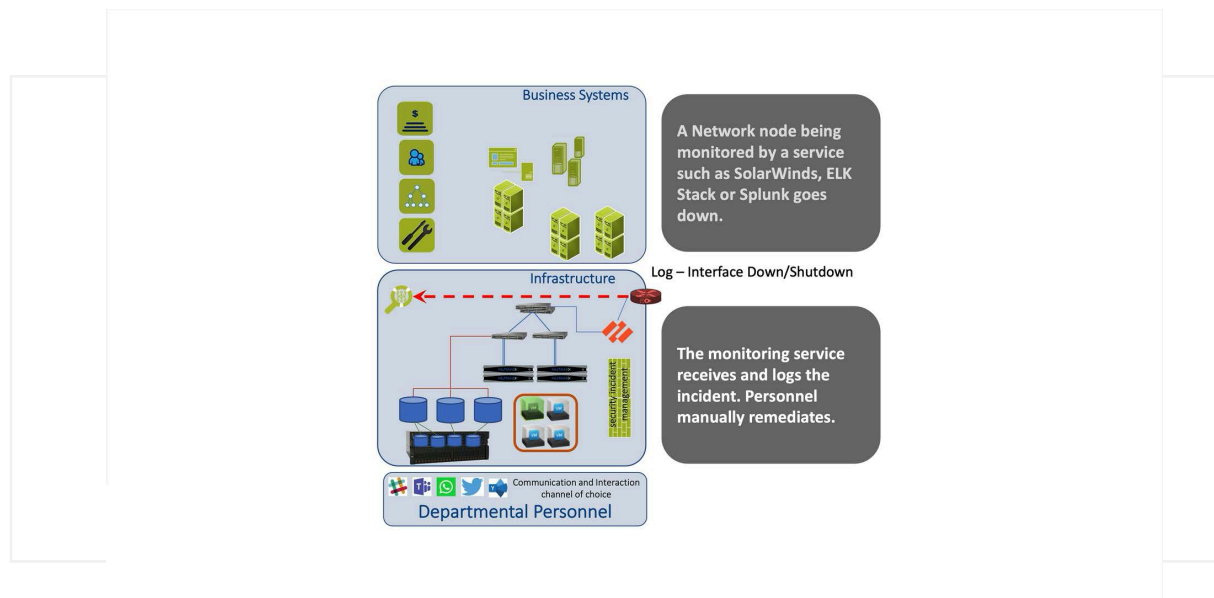 Business Systems
$
A Network node being
monitored by a service
such as SolarWinds, ELK
Stack or Splunk goes
down.
Log – Interface Down/Shutdown
Infrastructure
security incident
management
The monitoring service
receives and logs the
incident. Personnel
manually remediates.
Communication and Interaction
channel of choice
Departmental Personnel